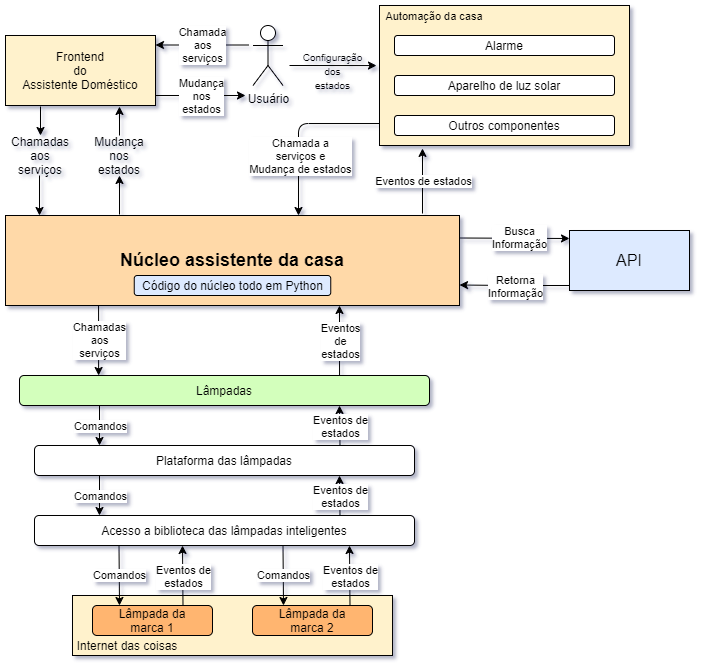 Frontend
do
Assistente Doméstico
Chamada
aos
serviços
Mudança
nos
estados
Usuário
Configuração
dos
estados
Automação da casa
Alarme
Aparelho de luz solar
Outros componentes
Chamadas
aos
serviços
Mudança
nos
estados
Chamada a
serviços e
Mudança de estados
Eventos de estados
Núcleo assistente da casa
Código do núcleo todo em Python
Busca
Informação
Retorna
Informação
API
Chamadas
aos
serviços
Eventos
de
estados
Lâmpadas
Comandos
Eventos de
estados
Plataforma das lâmpadas
Comandos
Eventos de
estados
Acesso a biblioteca das lâmpadas inteligentes
Comandos
Eventos de
estados
Comandos
Eventos de
estados
Lâmpada da
marca 1
Lâmpada da
marca 2
Internet das coisas